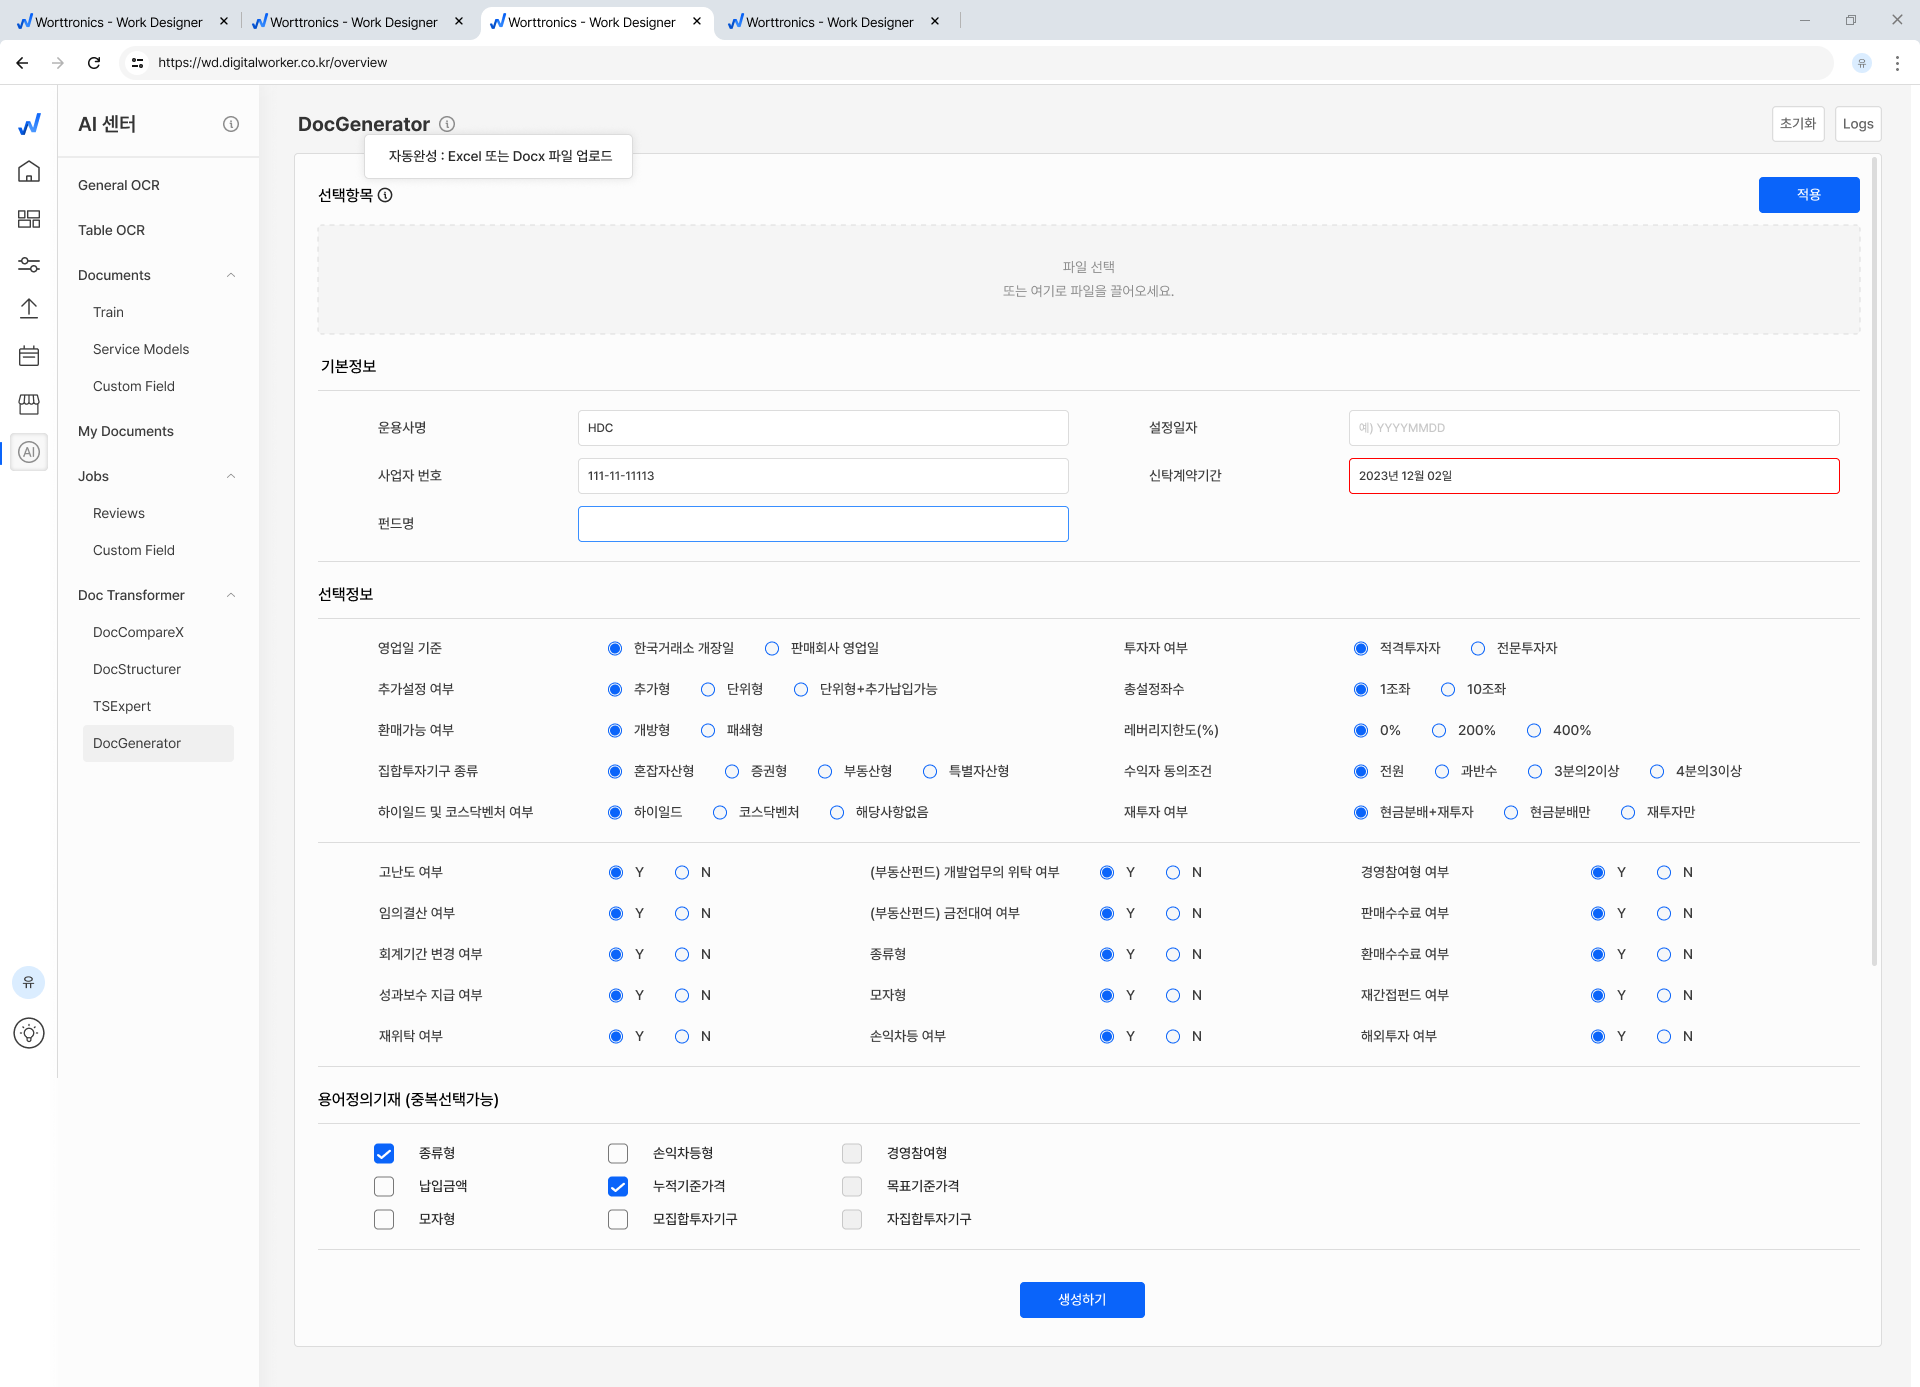 Worttronics - Work Designer
Worttronics - Work Designer
Worttronics - Work Designer
Worttronics - Work Designer
https://wd.digitalworker.co.kr/overview
유
AI 센터
General OCR
Table OCR
Documents
Train
Service Models
Custom Field
My Documents
Jobs
Reviews
Custom Field
Doc Transformer
DocCompareX
DocStructurer
TSExpert
DocGenerator
AI
유
DocGenerator
초기화
Logs
자동완성 : Excel 또는 Docx 파일 업로드
선택항목
적용
파일 선택
또는 여기로 파일을 끌어오세요.
기본정보
운용사명 HDC 설정일자 예) YYYYMMDD
사업자 번호 111-11-11113 신탁계약기간 2023년 12월 02일
펀드명
선택정보
영업일 기준 한국거래소 개장일 판매회사 영업일 투자자 여부 적격투자자 전문투자자
추가설정 여부 추가형 단위형 단위형+추가납입가능 총설정좌수 1조좌 10조좌
환매가능 여부 개방형 패쇄형 레버리지한도(%) 0% 200% 400%
집합투자기구 종류 혼잡자산형 증권형 부동산형 특별자산형 수익자 동의조건 전원 과반수 3분의2이상 4분의3이상
하이일드 및 코스닥벤처 여부 하이일드 코스닥벤처 해당사항없음 재투자 여부 현금분배+재투자 현금분배만 재투자만
고난도 여부 Y N (부동산펀드) 개발업무의 위탁 여부 Y N 경영참여형 여부 Y N
임의결산 여부 Y N (부동산펀드) 금전대여 여부 Y N 판매수수료 여부 Y N
회계기간 변경 여부 Y N 종류형 Y N 환매수수료 여부 Y N
성과보수 지급 여부 Y N 모자형 Y N 재간접펀드 여부 Y N
재위탁 여부 Y N 손익차등 여부 Y N 해외투자 여부 Y N
용어정의기재 (중복선택가능)
종류형 손익차등형 경영참여형
납입금액 누적기준가격 목표기준가격
모자형 모집합투자기구 자집합투자기구
생성하기